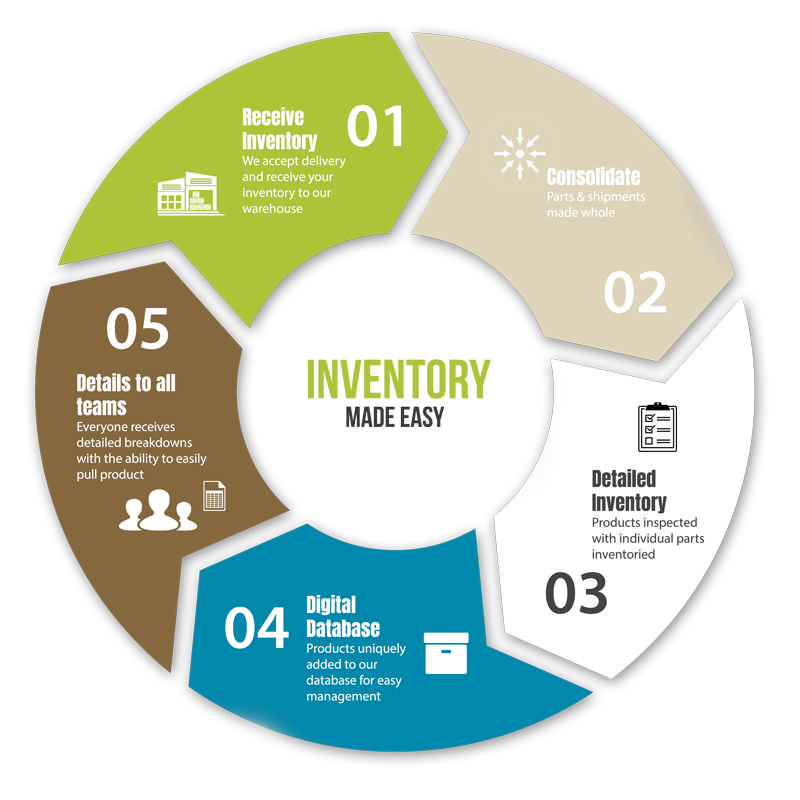 Receive
Inventory
01
We accept delivery
and receive your
inventory to our
warehouse
Consolidate
Parts & shipments
made whole
02
Detailed
Inventory
Products inspected
with individual parts
inventoried
03
04
Digital
Database
Products uniquely
added to our
database for easy
management
05
Details to all
teams
Everyone receives
detailed breakdowns
with the ability to easily
pull product
INVENTORY
MADE EASY